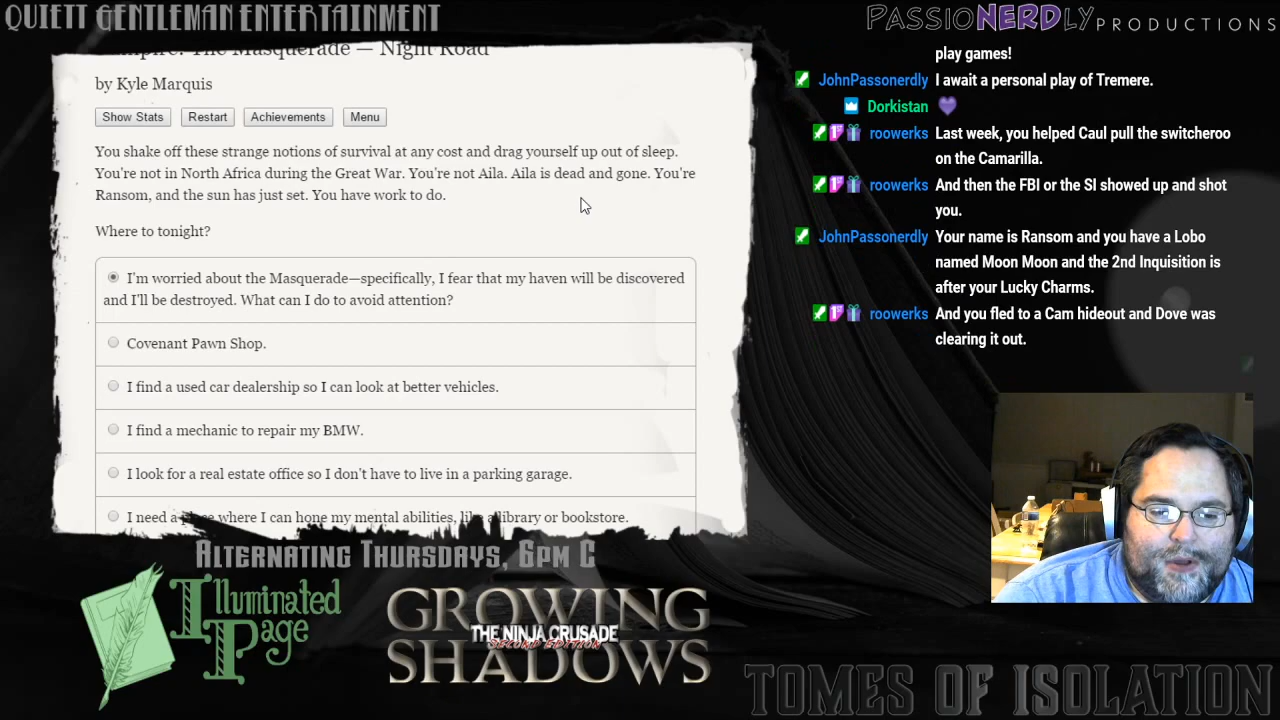 QUIETT GENTLEMAN ENTERTAINMENT
PASSIONERDLY PRODUCTIONS
Vampire: The Masquerade — Night Road
by Kyle Marquis
Show Stats Restart Achievements Menu
You shake off these strange notions of survival at any cost and drag yourself up out of sleep.
You're not in North Africa during the Great War. You're not Aila. Aila is dead and gone. You're
Ransom, and the sun has just set. You have work to do.
Where to tonight?
I'm worried about the Masquerade—specifically, I fear that my haven will be discovered
and I'll be destroyed. What can I do to avoid attention?
Covenant Pawn Shop.
I find a used car dealership so I can look at better vehicles.
I find a mechanic to repair my BMW.
I look for a real estate office so I don't have to live in a parking garage.
I need a place where I can hone my mental abilities, like a library or bookstore.
play games!
JohnPassonerdly I await a personal play of Tremere.
Dorkistan 💜
roowerks Last week, you helped Caul pull the switcheroo
on the Camarilla.
roowerks And then the FBI or the SI showed up and shot
you.
JohnPassonerdly Your name is Ransom and you have a Lobo
named Moon Moon and the 2nd Inquisition is
after your Lucky Charms.
roowerks And you fled to a Cam hideout and Dove was
clearing it out.
ALTERNATING THURSDAYS, 6PM C
Illuminated
Page
GROWING
THE NINJA CRUSADE
SECOND EDITION
SHADOWS
TOMES OF ISOLATION